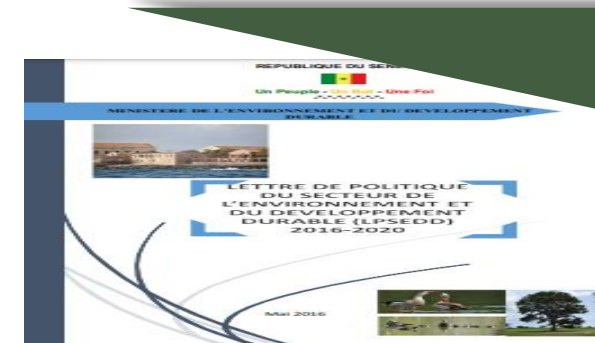 REPUBLIQUE DU
Un Peuple - Un But - Une Foi
MINISTERE DE L'ENVIRONNEMENT ET DU DEVELOPPEMENT
DURABLE
LETTRE DE POLITIQUE
DU SECTEUR DE
L'ENVIRONNEMENT ET
DU DEVELOPPEMENT
DURABLE (LPSEDD)
2016-2020
Mai 2016